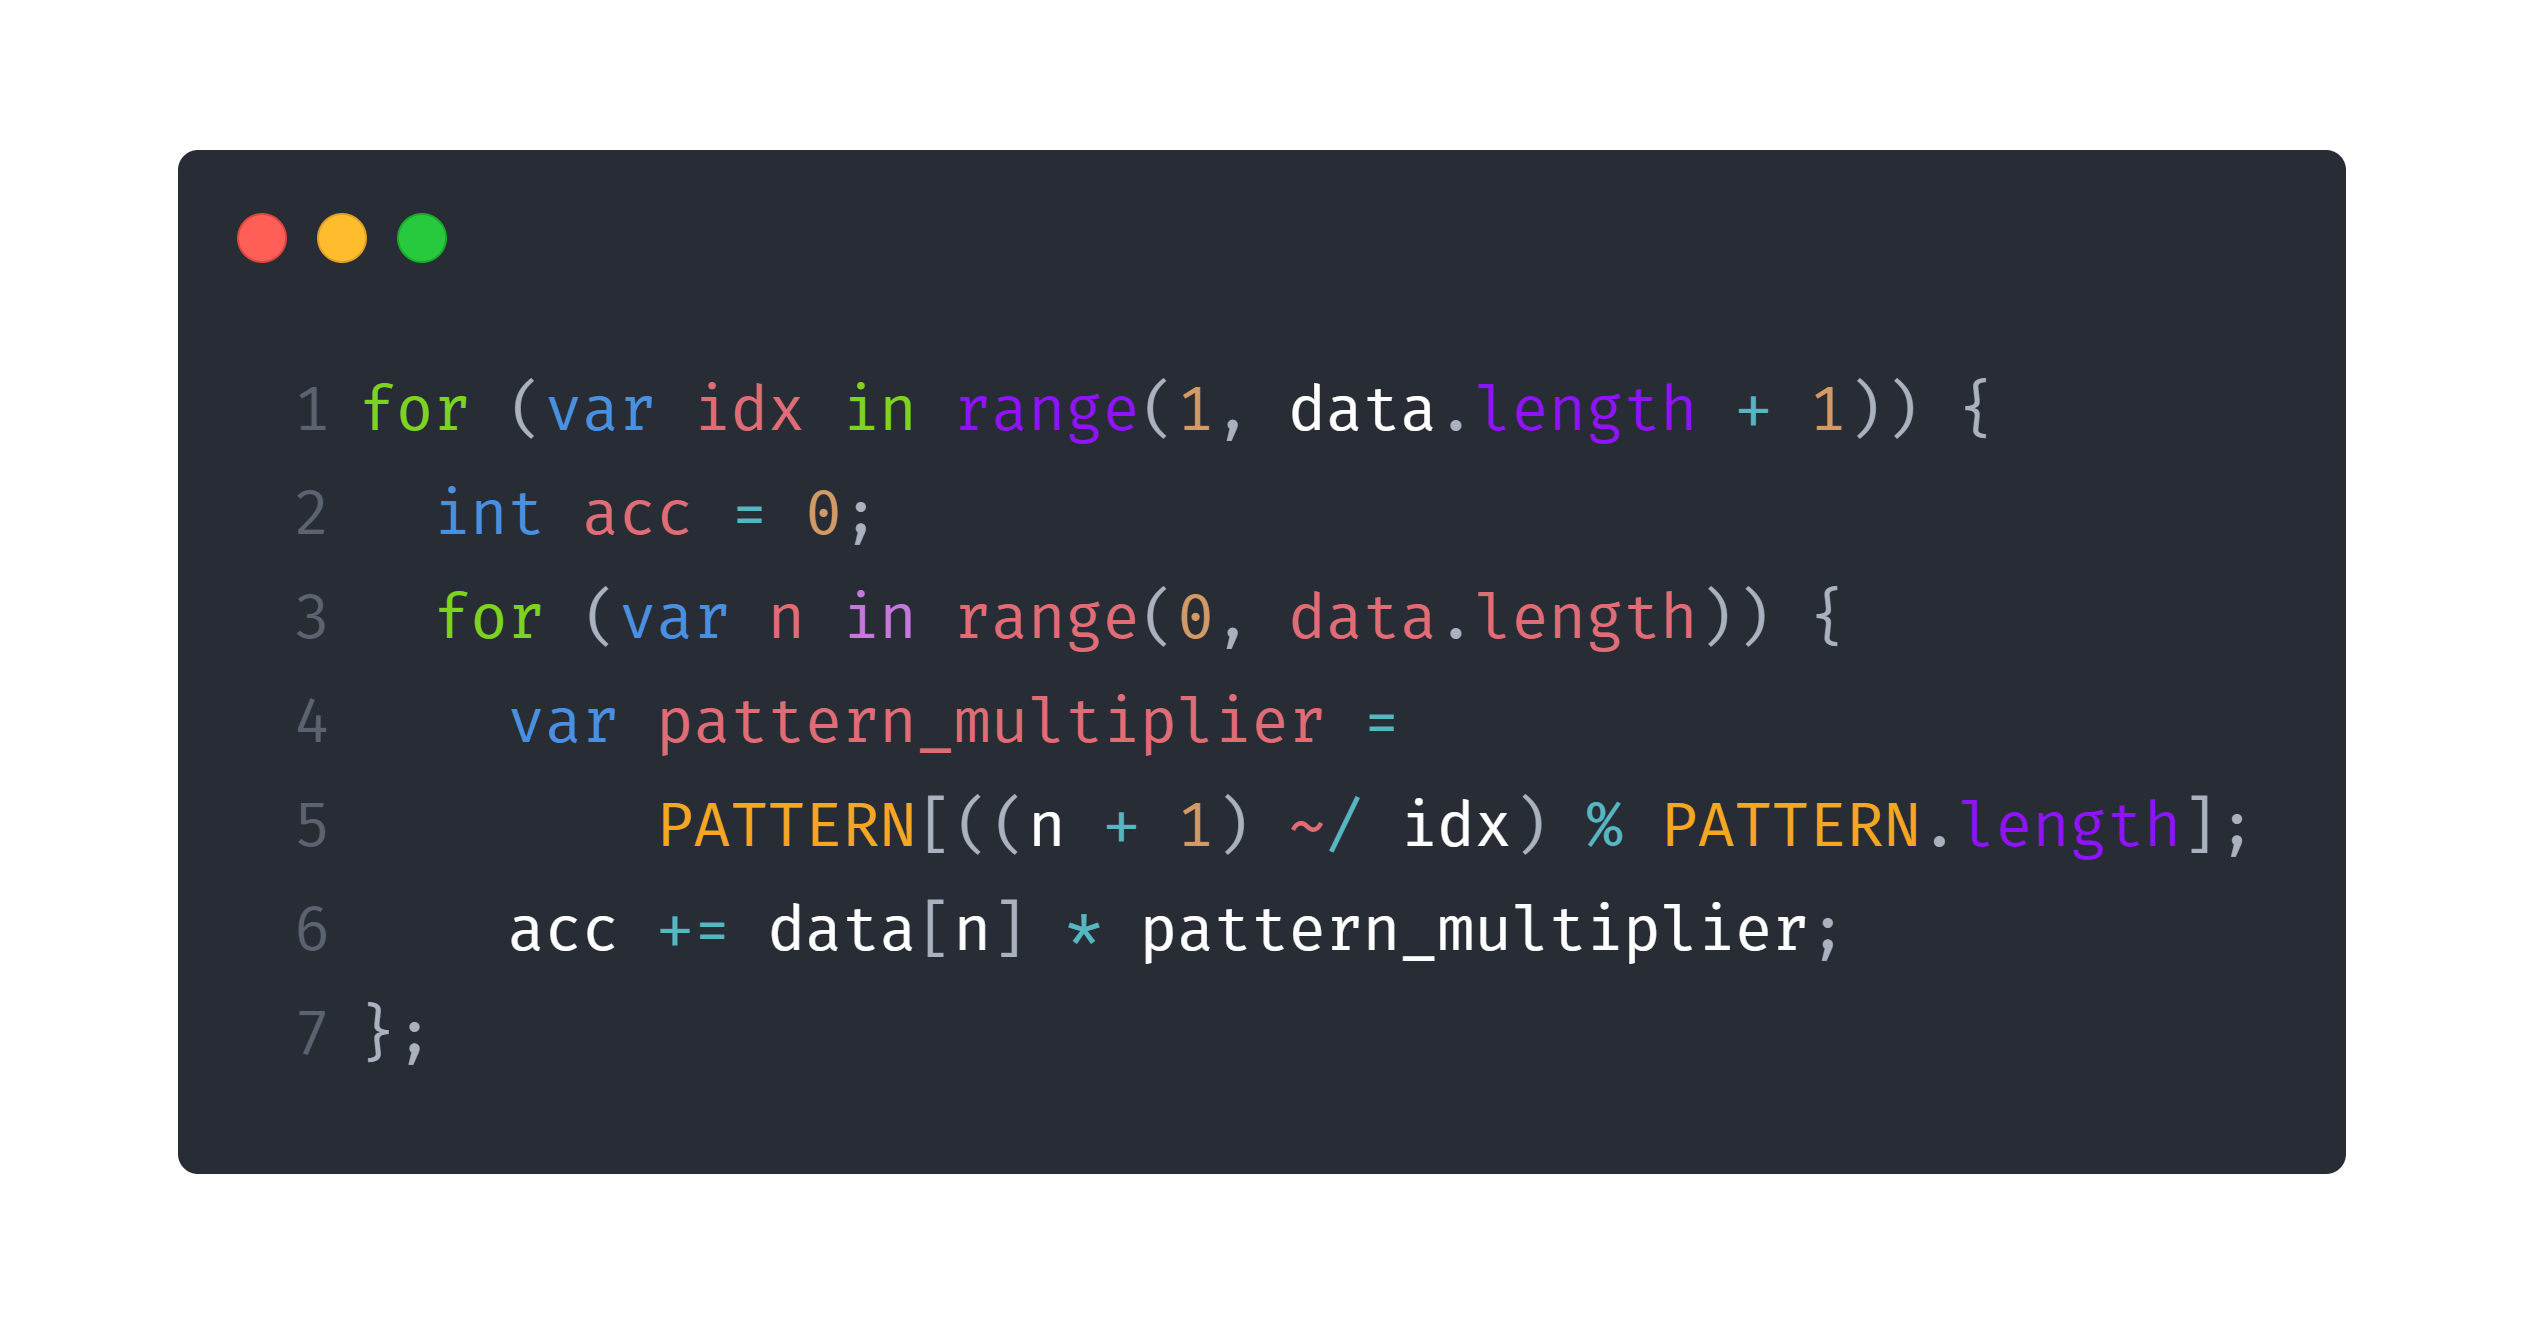 1 for (var idx in range(1, data.length + 1)) {
2   int acc = 0;
3   for (var n in range(0, data.length)) {
4     var pattern_multiplier =
5         PATTERN[((n + 1) ~/ idx) % PATTERN.length];
6     acc += data[n] * pattern_multiplier;
7 };